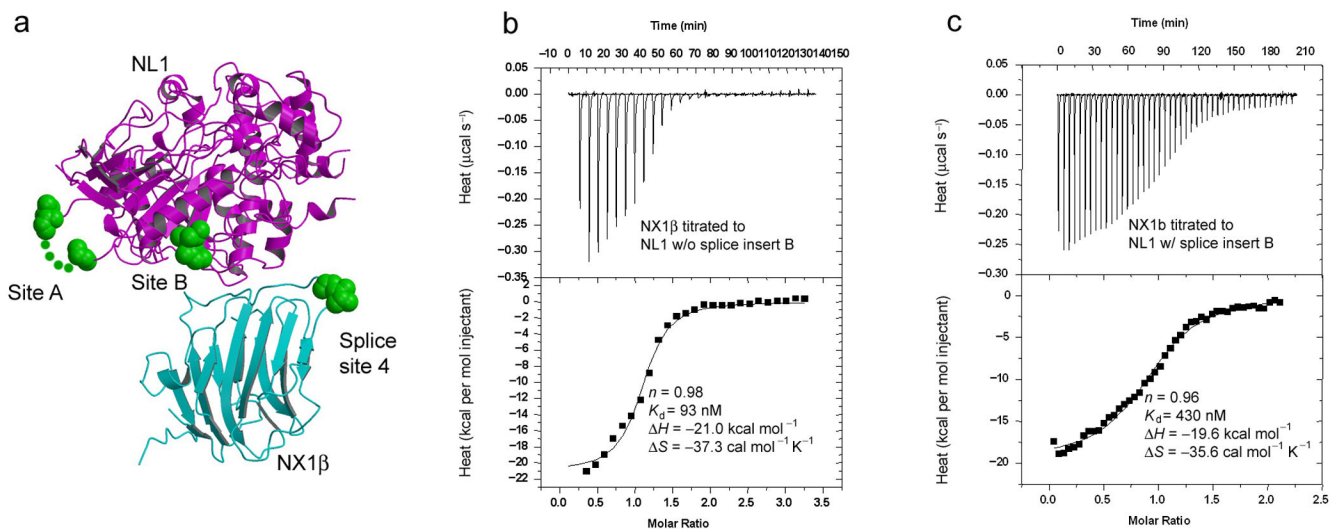 a
NL1
Site A
Site B
Splice
site 4
NX1β
b
Time (min)
−10 0 10 20 30 40 50 60 70 80 90 100110120130140150
0.05
0.00
−0.05
−0.10
−0.15
−0.20
−0.25
−0.30
−0.35
Heat (µcal s⁻¹)
NX1β titrated to
NL1 w/o splice insert B
2
0
−2
−4
−6
−8
−10
−12
−14
−16
−18
−20
−22
Heat (kcal per mol injectant)
n = 0.98
Kd = 93 nM
ΔH = −21.0 kcal mol⁻¹
ΔS = −37.3 cal mol⁻¹ K⁻¹
0.0 0.5 1.0 1.5 2.0 2.5 3.0 3.5
Molar Ratio
c
Time (min)
0 30 60 90 120 150 180 210
0.05
0.00
−0.05
−0.10
−0.15
−0.20
−0.25
−0.30
Heat (µcal s⁻¹)
NX1b titrated to
NL1 w/ splice insert B
0
−5
−10
−15
−20
Heat (kcal per mol injectant)
n = 0.96
Kd = 430 nM
ΔH = −19.6 kcal mol⁻¹
ΔS = −35.6 cal mol⁻¹ K⁻¹
0.0 0.5 1.0 1.5 2.0 2.5
Molar Ratio